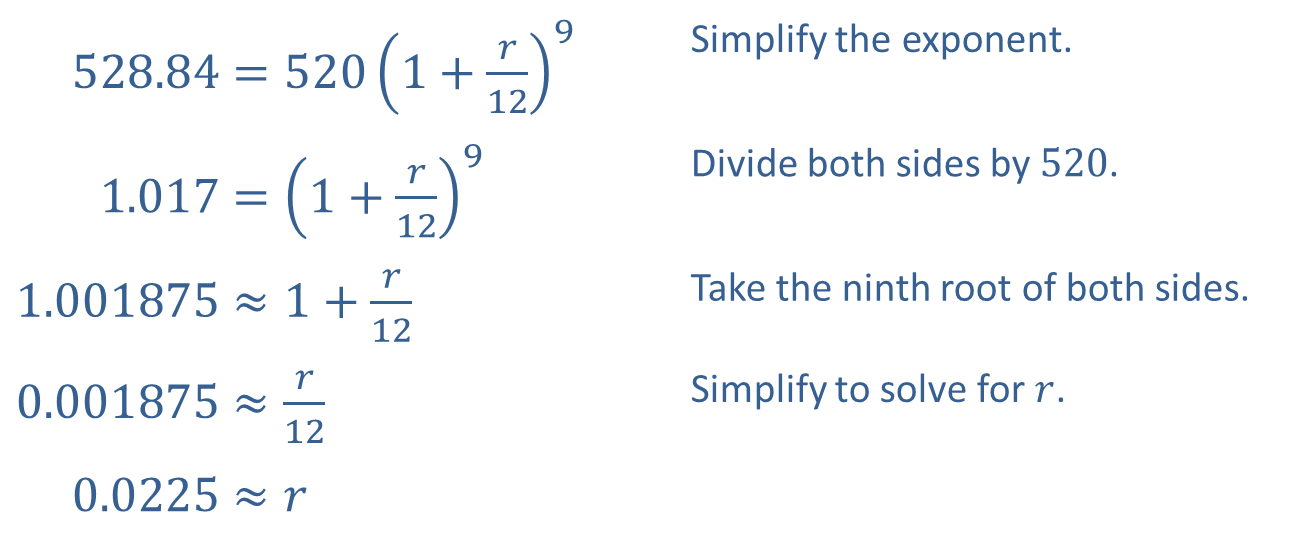 528.84 = 520 (1 + r/12)^9 Simplify the exponent.
1.017 = (1 + r/12)^9 Divide both sides by 520.
1.001875 ≈ 1 + r/12 Take the ninth root of both sides.
0.001875 ≈ r/12 Simplify to solve for r.
0.0225 ≈ r